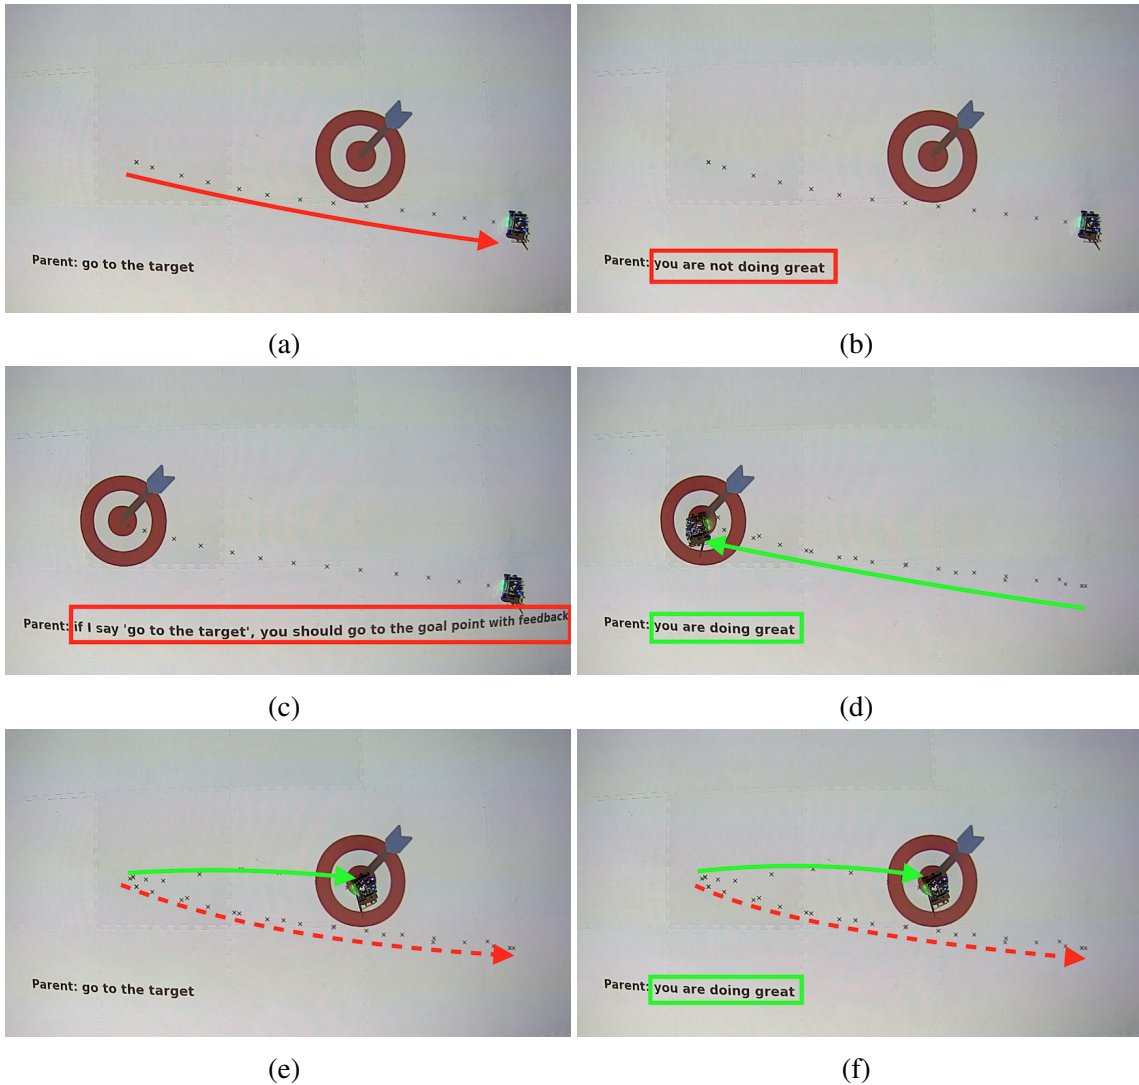 Parent: go to the target
Parent: you are not doing great
(a)
(b)
Parent: if I say 'go to the target', you should go to the goal point with feedback
Parent: you are doing great
(c)
(d)
Parent: go to the target
Parent: you are doing great
(e)
(f)